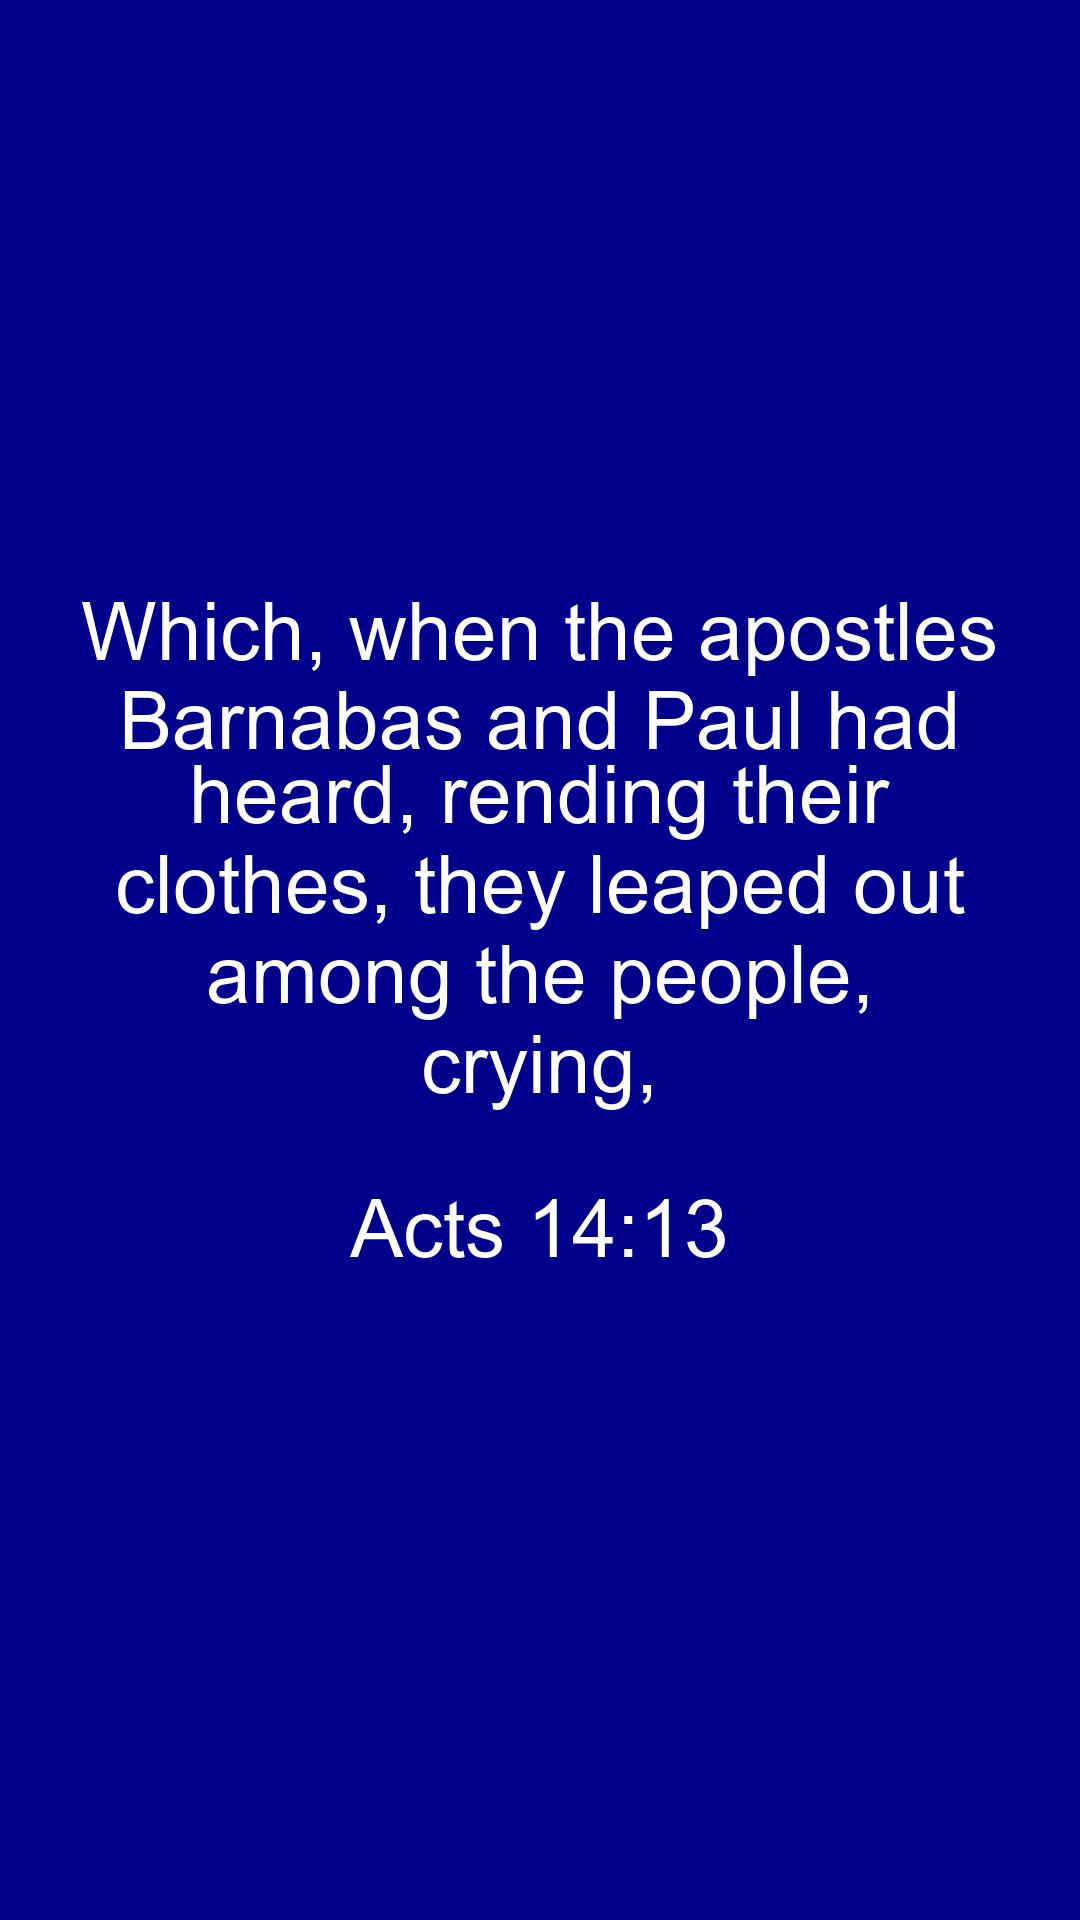 Which, when the apostles
Barnabas and Paul had
heard, rending their
clothes, they leaped out
among the people,
crying,
Acts 14:13